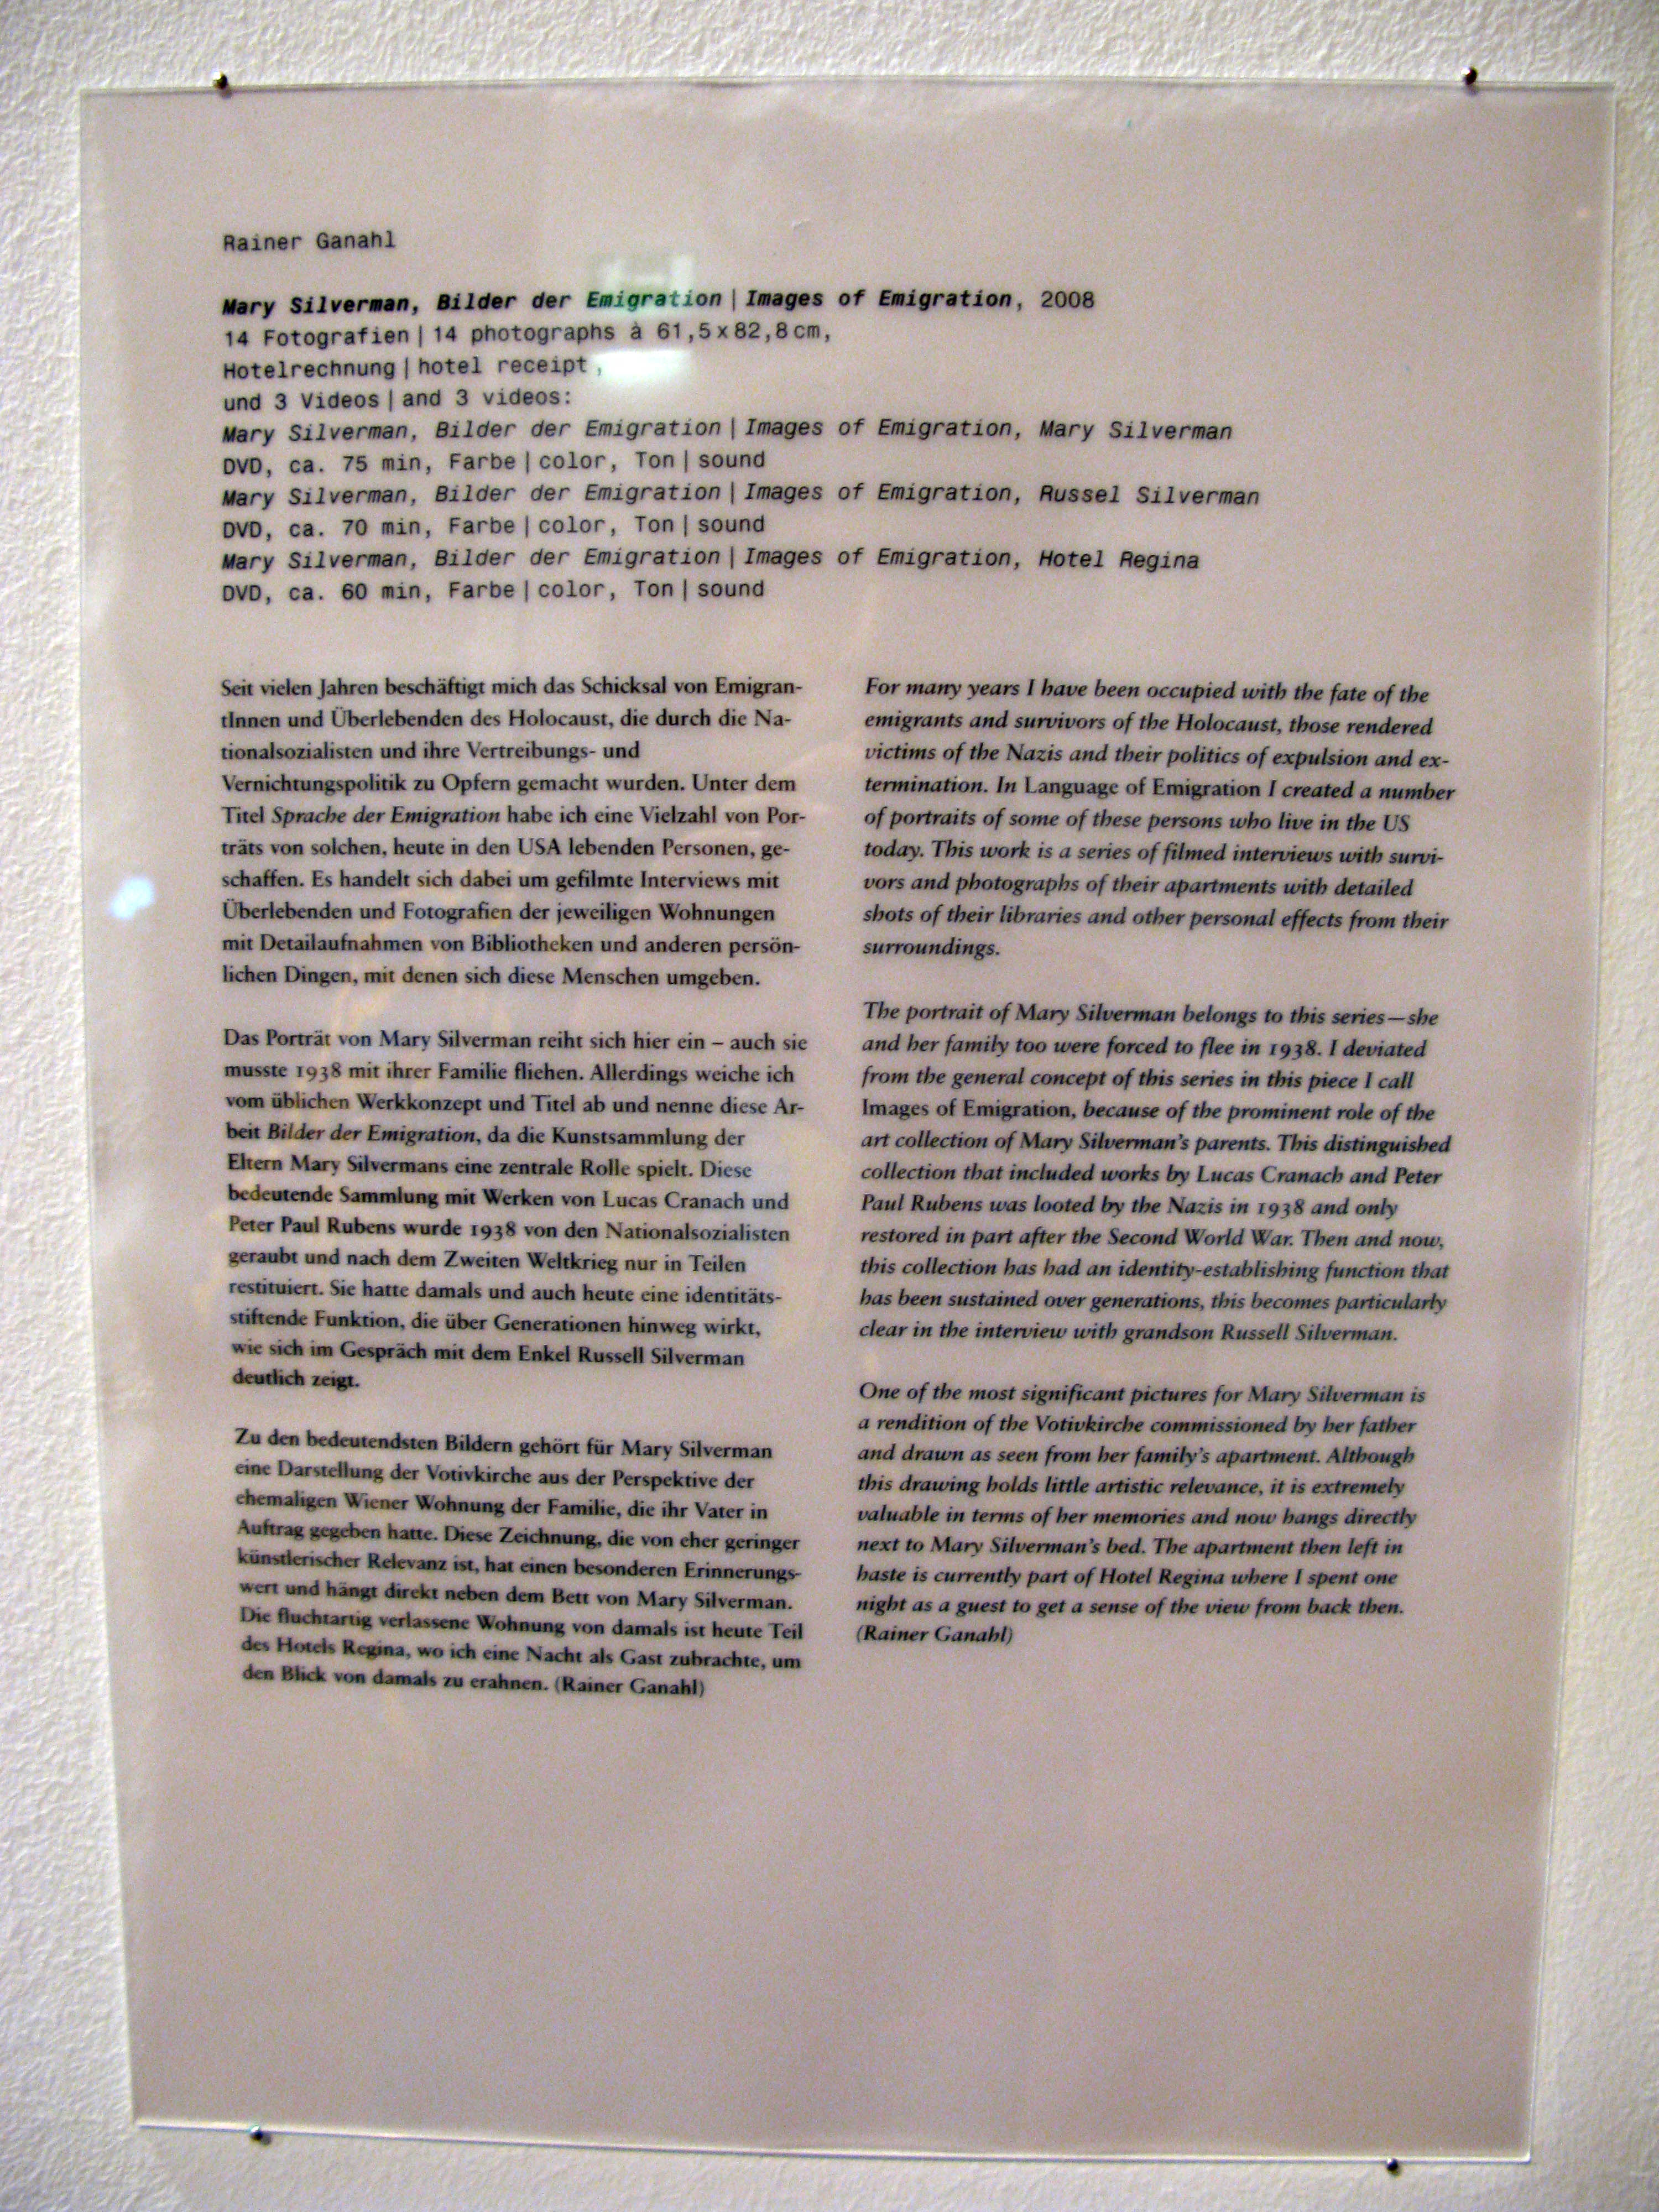 Rainer Ganahl
Mary Silverman, Bilder der Emigration | Images of Emigration, 2008
14 Fotografien | 14 photographs à 61,5 x 82,8 cm,
Hotelrechnung | hotel receipt,
und 3 Videos | and 3 videos:
Mary Silverman, Bilder der Emigration | Images of Emigration, Mary Silverman
DVD, ca. 75 min, Farbe | color, Ton | sound
Mary Silverman, Bilder der Emigration | Images of Emigration, Russel Silverman
DVD, ca. 70 min, Farbe | color, Ton | sound
Mary Silverman, Bilder der Emigration | Images of Emigration, Hotel Regina
DVD, ca. 60 min, Farbe | color, Ton | sound
Seit vielen Jahren beschäftigt mich das Schicksal von Emigran-
tInnen und Überlebenden des Holocaust, die durch die Na-
tionalsozialisten und ihre Vertreibungs- und
Vernichtungspolitik zu Opfern gemacht wurden. Unter dem
Titel Sprache der Emigration habe ich eine Vielzahl von Por-
träts von solchen, heute in den USA lebenden Personen, ge-
schaffen. Es handelt sich dabei um gefilmte Interviews mit
Überlebenden und Fotografien der jeweiligen Wohnungen
mit Detailaufnahmen von Bibliotheken und anderen persön-
lichen Dingen, mit denen sich diese Menschen umgeben.
Das Porträt von Mary Silverman reiht sich hier ein – auch sie
musste 1938 mit ihrer Familie fliehen. Allerdings weiche ich
vom üblichen Werkkonzept und Titel ab und nenne diese Ar-
beit Bilder der Emigration, da die Kunstsammlung der
Eltern Mary Silvermans eine zentrale Rolle spielt. Diese
bedeutende Sammlung mit Werken von Lucas Cranach und
Peter Paul Rubens wurde 1938 von den Nationalsozialisten
geraubt und nach dem Zweiten Weltkrieg nur in Teilen
restituiert. Sie hatte damals und auch heute eine identitäts-
stiftende Funktion, die über Generationen hinweg wirkt,
wie sich im Gespräch mit dem Enkel Russell Silverman
deutlich zeigt.
Zu den bedeutendsten Bildern gehört für Mary Silverman
eine Darstellung der Votivkirche aus der Perspektive der
ehemaligen Wiener Wohnung der Familie, die ihr Vater in
Auftrag gegeben hatte. Diese Zeichnung, die von eher geringer
künstlerischer Relevanz ist, hat einen besonderen Erinnerungs-
wert und hängt direkt neben dem Bett von Mary Silverman.
Die fluchtartig verlassene Wohnung von damals ist heute Teil
des Hotels Regina, wo ich eine Nacht als Gast zubrachte, um
den Blick von damals zu erahnen. (Rainer Ganahl)
For many years I have been occupied with the fate of the
emigrants and survivors of the Holocaust, those rendered
victims of the Nazis and their politics of expulsion and ex-
termination. In Language of Emigration I created a number
of portraits of some of these persons who live in the US
today. This work is a series of filmed interviews with survi-
vors and photographs of their apartments with detailed
shots of their libraries and other personal effects from their
surroundings.
The portrait of Mary Silverman belongs to this series—she
and her family too were forced to flee in 1938. I deviated
from the general concept of this series in this piece I call
Images of Emigration, because of the prominent role of the
art collection of Mary Silverman's parents. This distinguished
collection that included works by Lucas Cranach and Peter
Paul Rubens was looted by the Nazis in 1938 and only
restored in part after the Second World War. Then and now,
this collection has had an identity-establishing function that
has been sustained over generations, this becomes particularly
clear in the interview with grandson Russell Silverman.
One of the most significant pictures for Mary Silverman is
a rendition of the Votivkirche commissioned by her father
and drawn as seen from her family's apartment. Although
this drawing holds little artistic relevance, it is extremely
valuable in terms of her memories and now hangs directly
next to Mary Silverman's bed. The apartment then left in
haste is currently part of Hotel Regina where I spent one
night as a guest to get a sense of the view from back then.
(Rainer Ganahl)